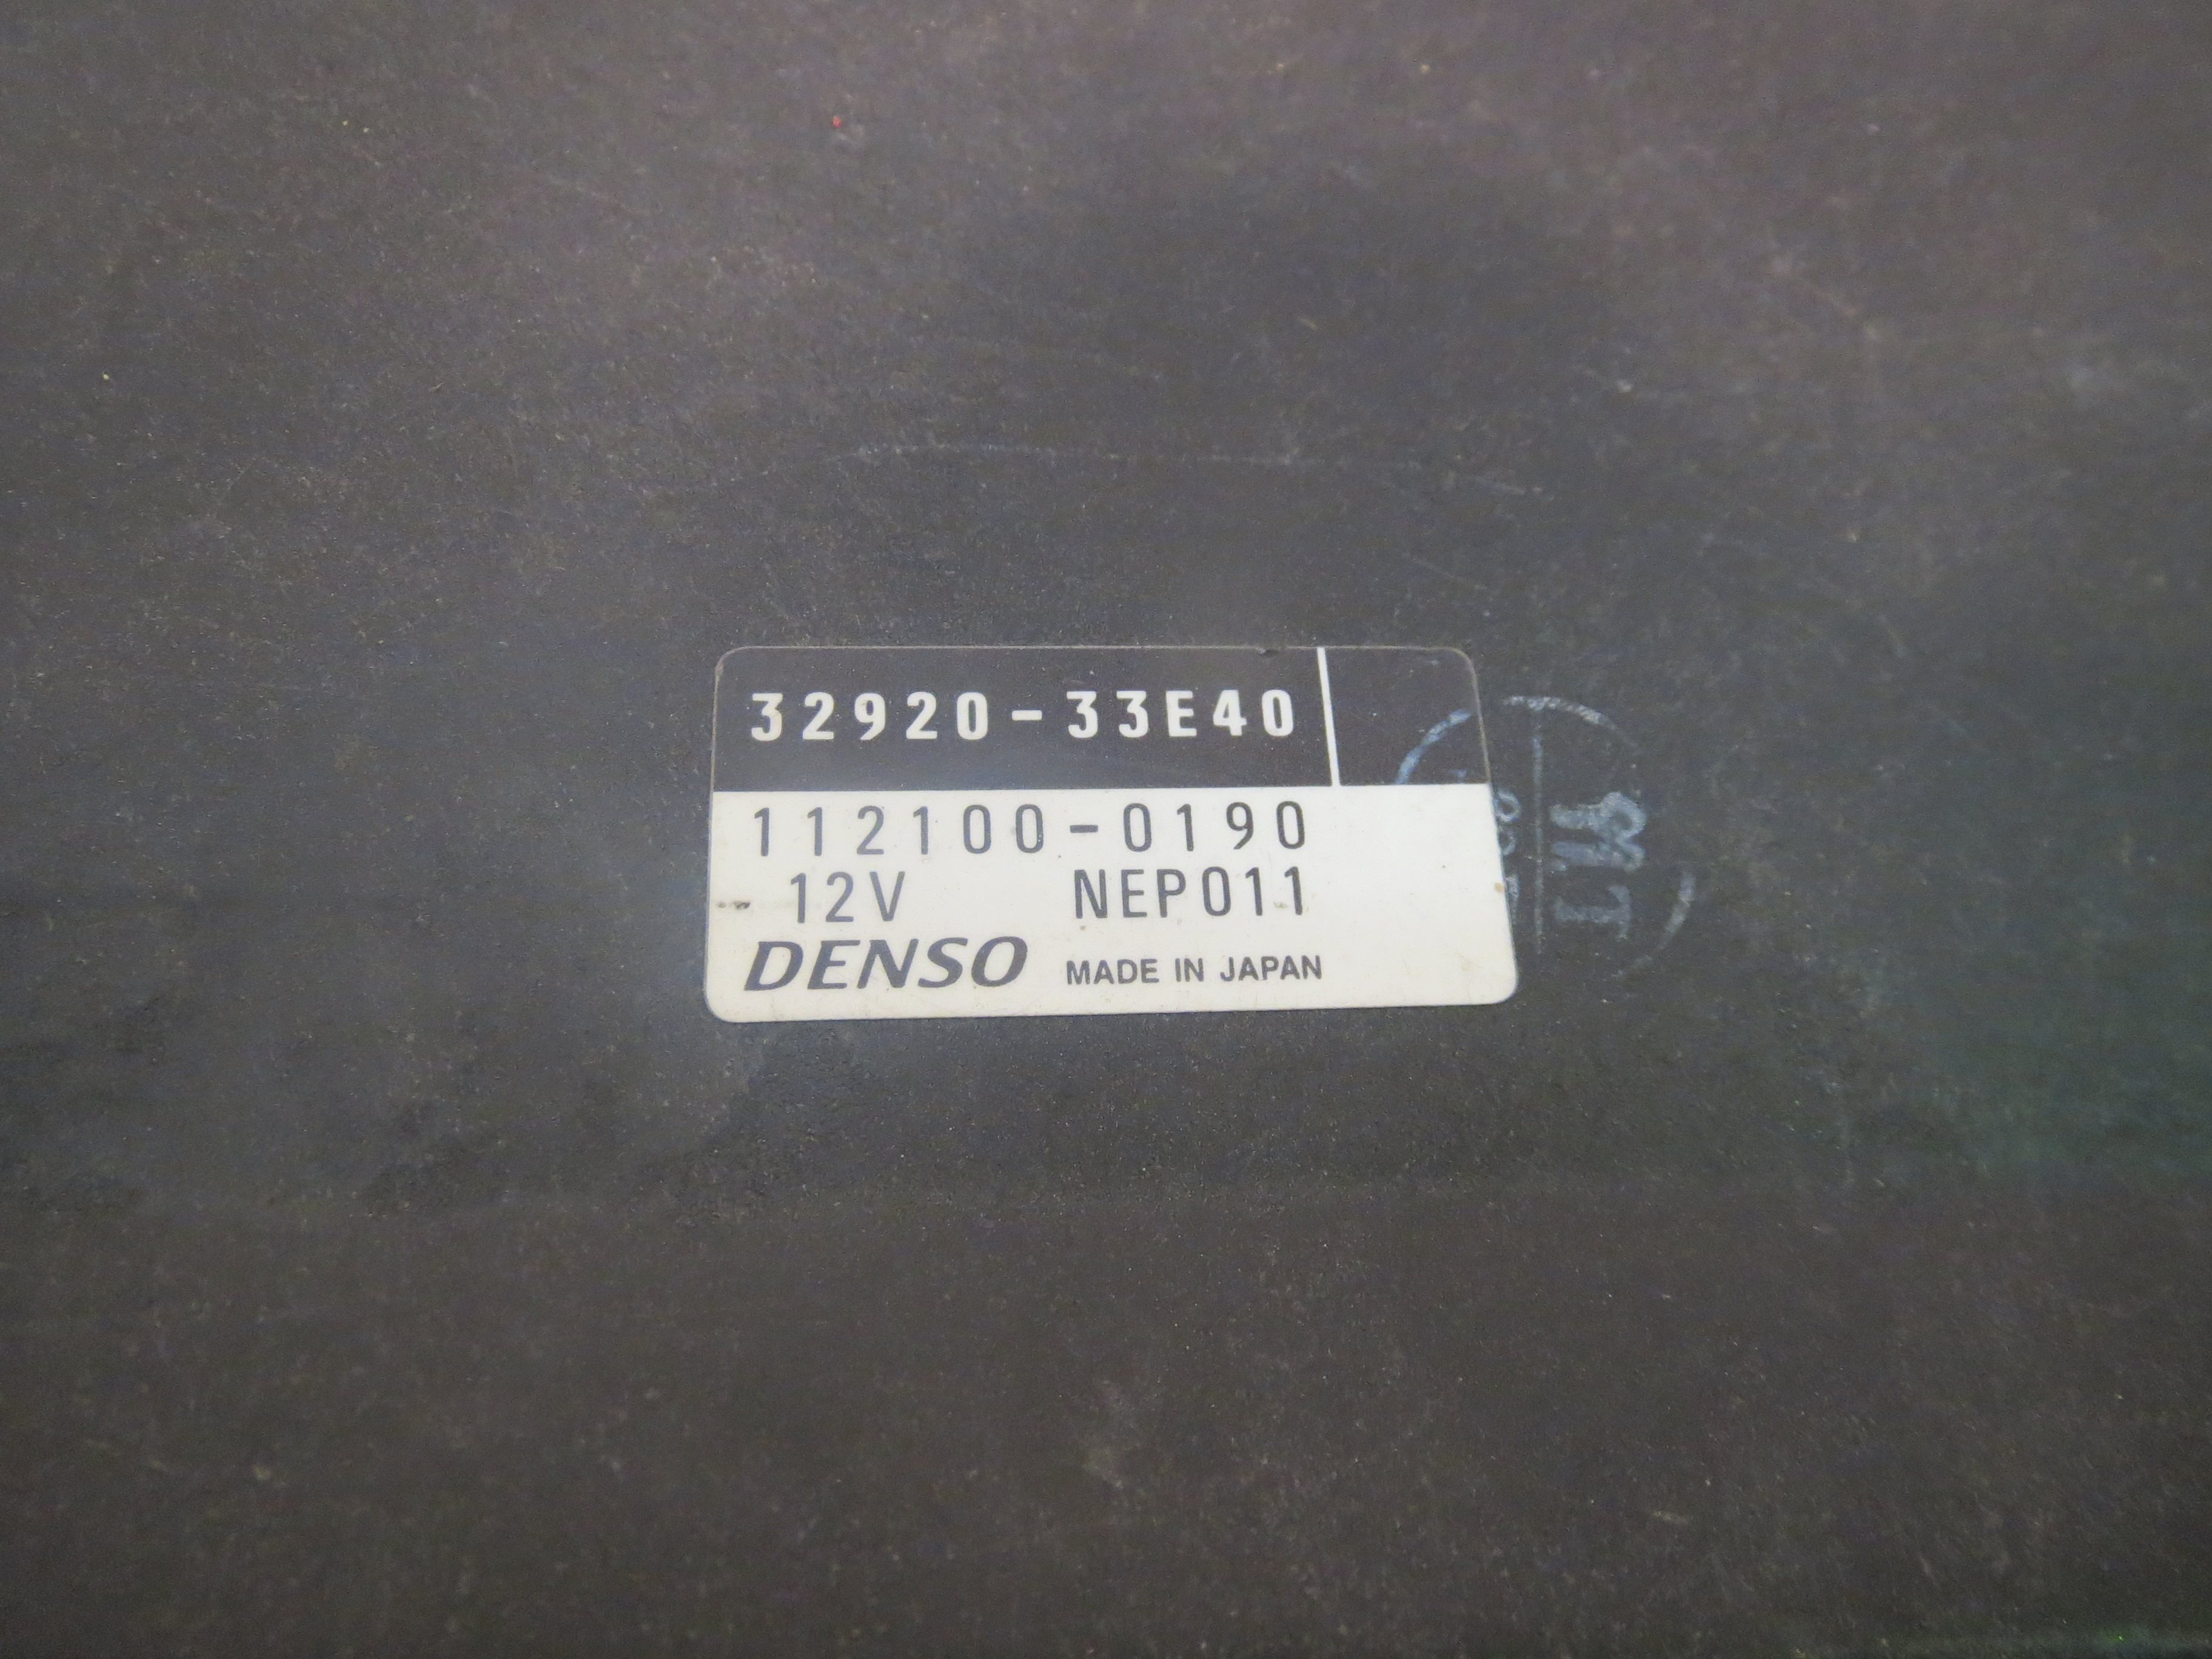 32920-33E40
112100-0190
12V NEP011
DENSO MADE IN JAPAN